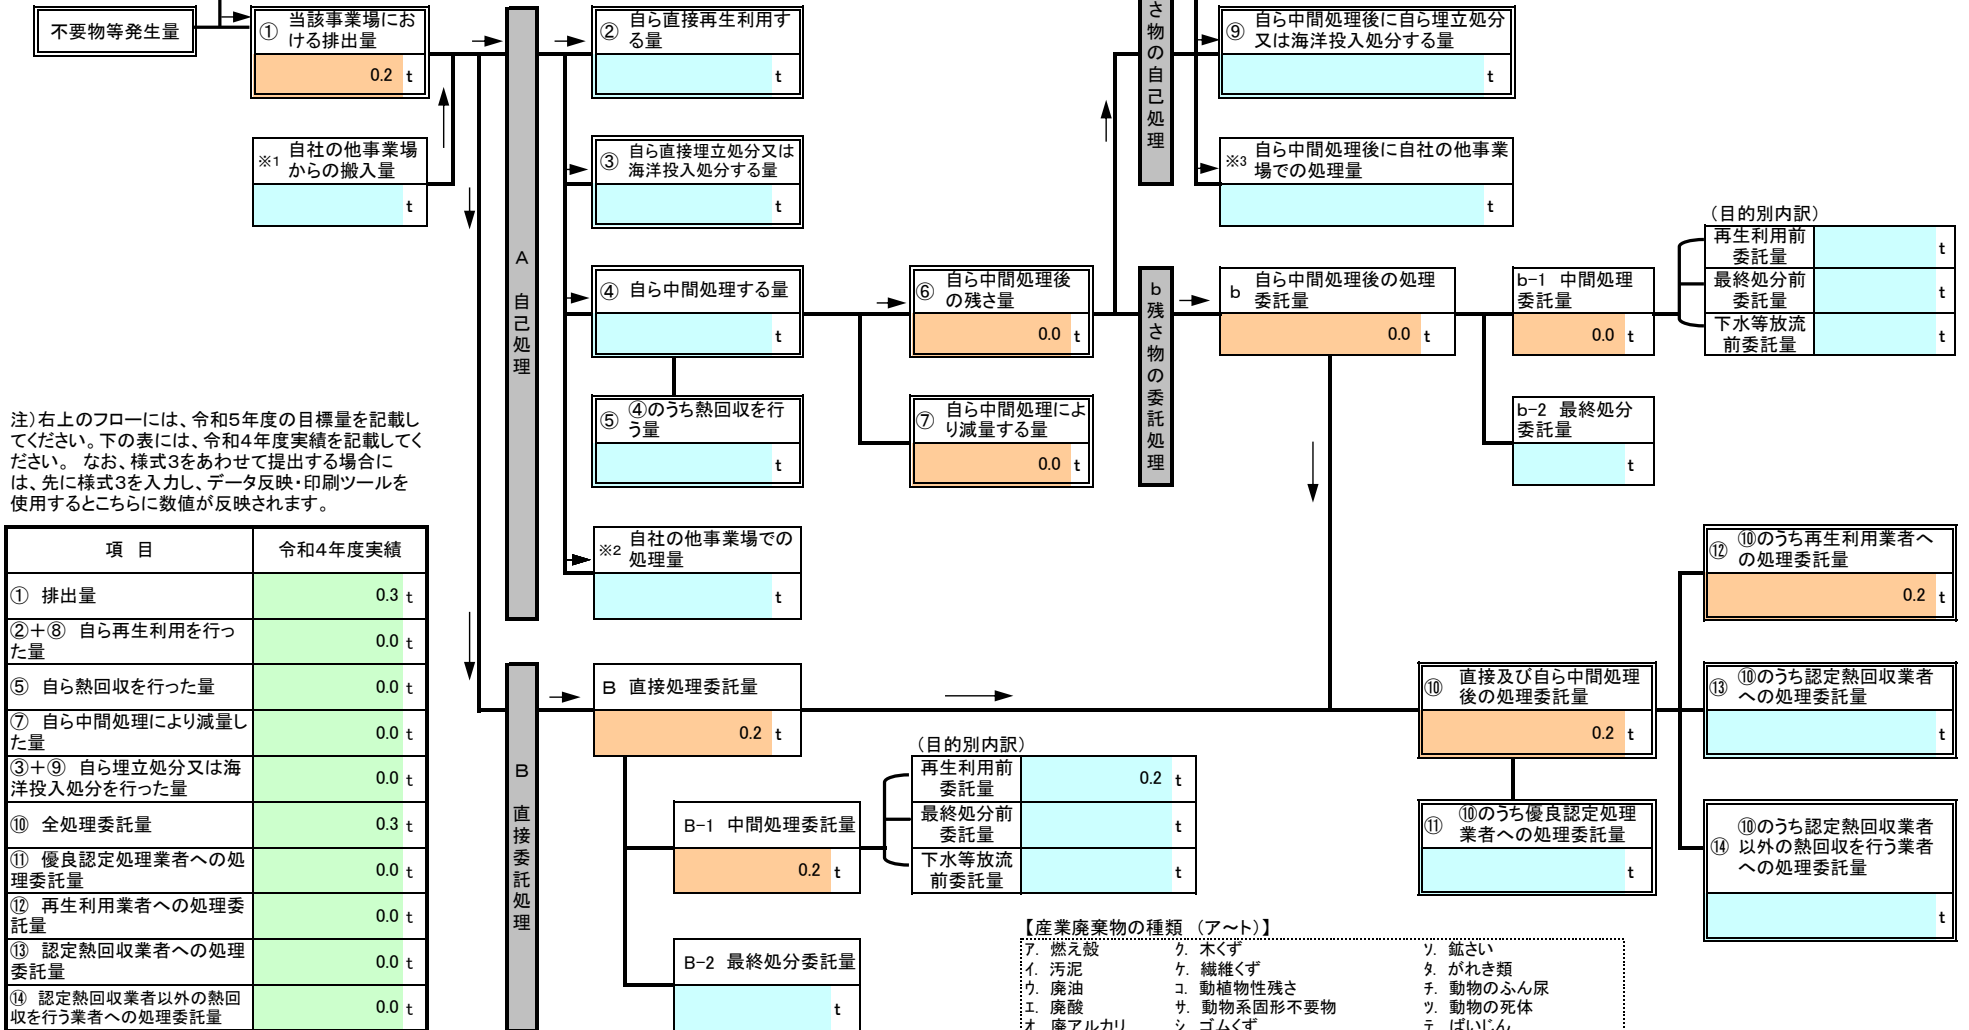 不要物等発生量
① 当該事業場にお
ける排出量
0.2 t
※1 自社の他事業場
からの搬入量
t
A 自己処理
② 自ら直接再生利用す
る量
t
③ 自ら直接埋立処分又は
海洋投入処分する量
t
④ 自ら中間処理する量
t
⑤ ④のうち熱回収を行
う量
t
※2 自社の他事業場での
処理量
t
⑥ 自ら中間処理後
の残さ量
0.0 t
⑦ 自ら中間処理によ
り減量する量
0.0 t
さ物の自己処理
⑨ 自ら中間処理後に自ら埋立処分
又は海洋投入処分する量
t
※3 自ら中間処理後に自社の他事業
場での処理量
t
b残さ物の委託処理
b 自ら中間処理後の処理
委託量
0.0 t
b-1 中間処理
委託量
0.0 t
b-2 最終処分
委託量
t
(目的別内訳)
再生利用前
委託量
t
最終処分前
委託量
t
下水等放流
前委託量
t
注)右上のフローには、令和5年度の目標量を記載し
てください。下の表には、令和4年度実績を記載してく
ださい。 なお、様式3をあわせて提出する場合に
は、先に様式3を入力し、データ反映・印刷ツールを
使用するとこちらに数値が反映されます。
項 目 令和4年度実績
① 排出量 0.3 t
②+⑧ 自ら再生利用を行っ
た量 0.0 t
⑤ 自ら熱回収を行った量 0.0 t
⑦ 自ら中間処理により減量し
た量 0.0 t
③+⑨ 自ら埋立処分又は海
洋投入処分を行った量 0.0 t
⑩ 全処理委託量 0.3 t
⑪ 優良認定処理業者への処
理委託量 0.0 t
⑫ 再生利用業者への処理委
託量 0.0 t
⑬ 認定熱回収業者への処理
委託量 0.0 t
⑭ 認定熱回収業者以外の熱回
収を行う業者への処理委託量 0.0 t
B 直接委託処理
B 直接処理委託量
0.2 t
B-1 中間処理委託量
0.2 t
B-2 最終処分委託量
t
(目的別内訳)
再生利用前
委託量
0.2 t
最終処分前
委託量
t
下水等放流
前委託量
t
⑩ 直接及び自ら中間処理
後の処理委託量
0.2 t
⑪ ⑩のうち優良認定処理
業者への処理委託量
t
⑫ ⑩のうち再生利用業者へ
の処理委託量
0.2 t
⑬ ⑩のうち認定熱回収業者
への処理委託量
t
⑭ ⑩のうち認定熱回収業者
以外の熱回収を行う業者
への処理委託量
t
【産業廃棄物の種類 (ア~ト)】
ア. 燃え殻 ク. 木くず ソ. 鉱さい
イ. 汚泥 ケ. 繊維くず タ. がれき類
ウ. 廃油 コ. 動植物性残さ チ. 動物のふん尿
エ. 廃酸 サ. 動物系固形不要物 ツ. 動物の死体
オ. 廃アルカリ シ. ゴムくず テ. ばいじん